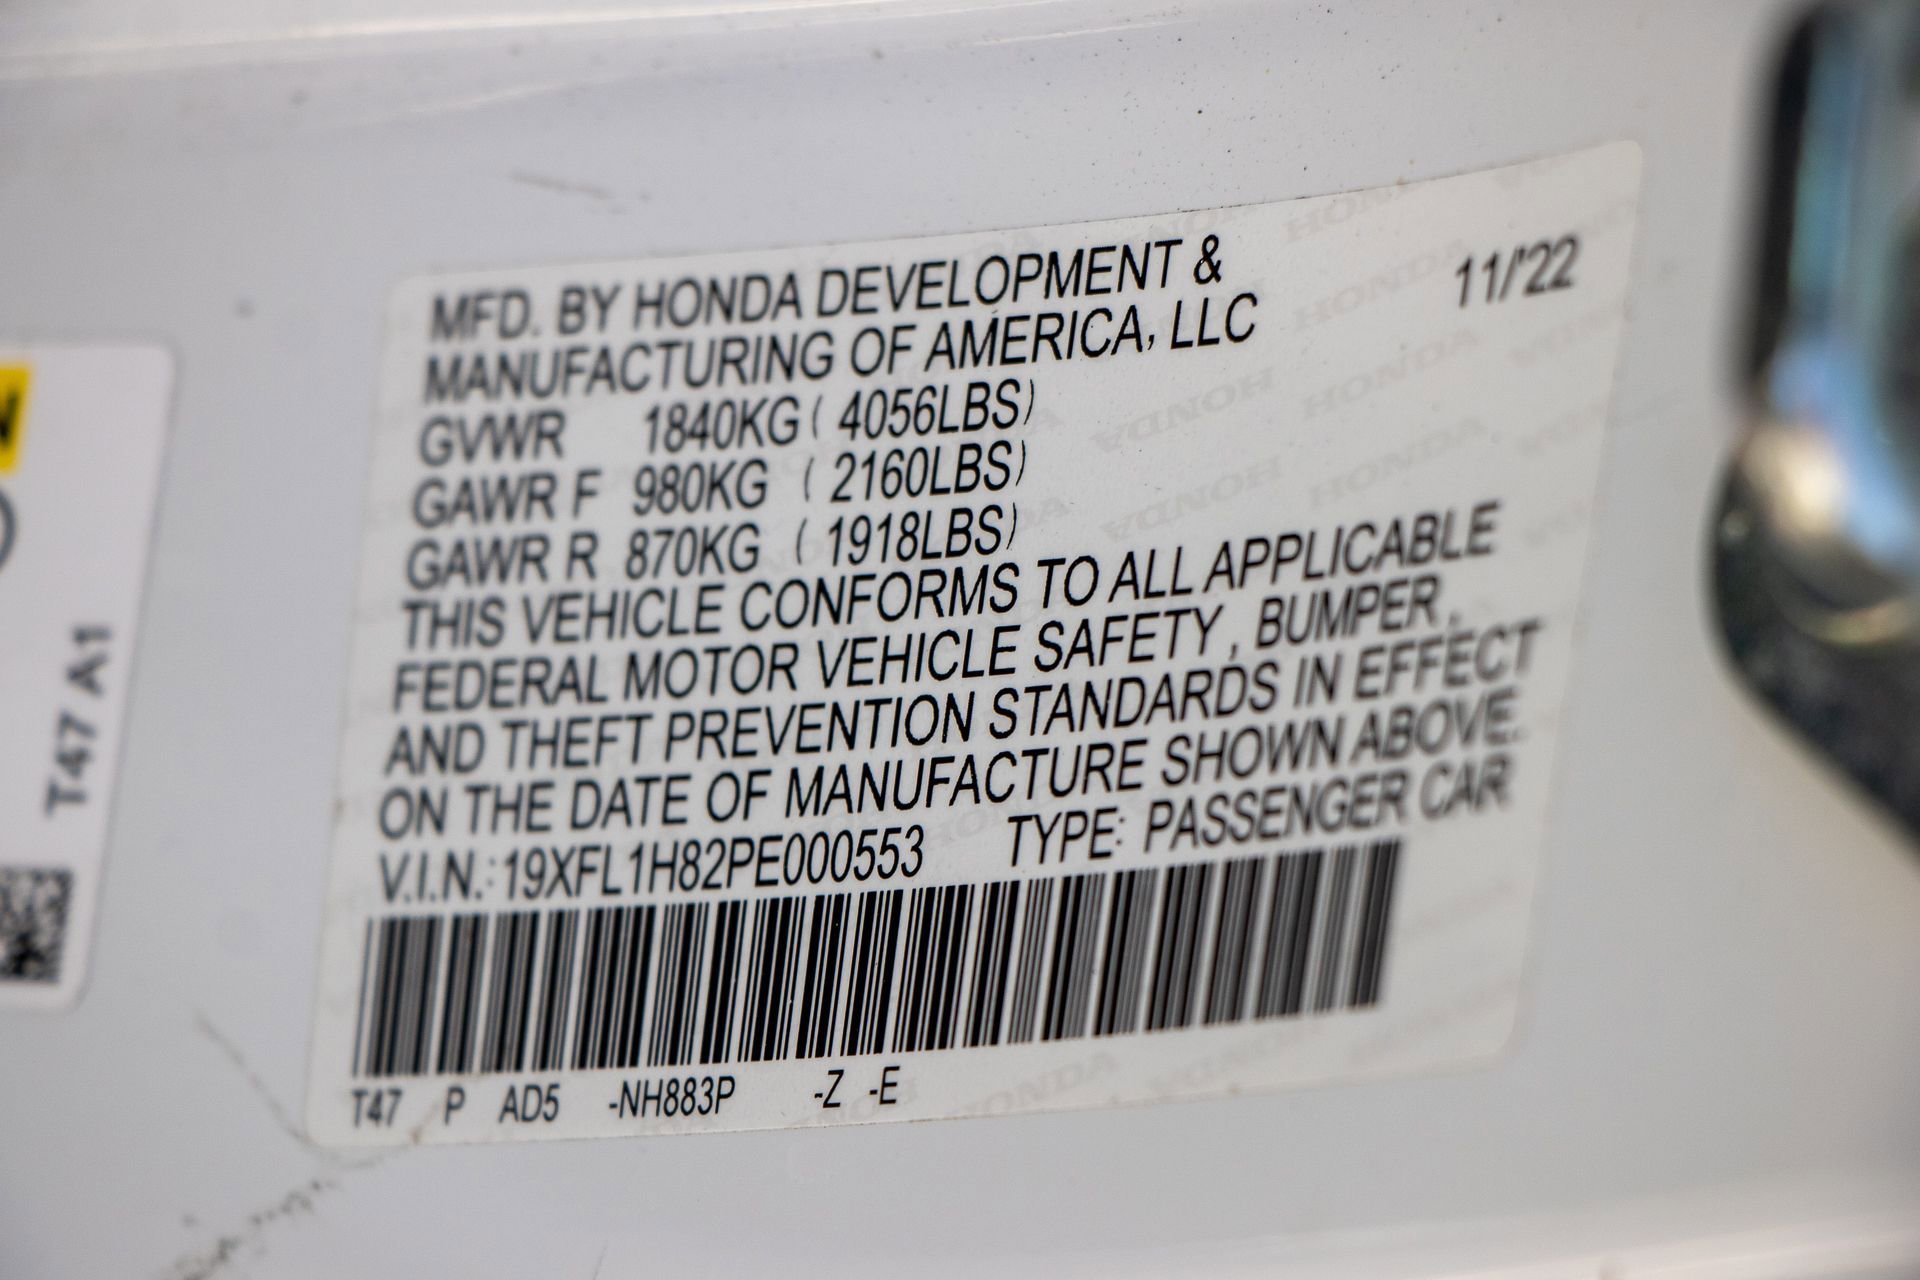 MFD. BY HONDA DEVELOPMENT & 11/'22
MANUFACTURING OF AMERICA, LLC
GVWR 1840KG ( 4056LBS)
GAWR F 980KG ( 2160LBS)
GAWR R 870KG ( 1918LBS)
THIS VEHICLE CONFORMS TO ALL APPLICABLE
FEDERAL MOTOR VEHICLE SAFETY, BUMPER,
AND THEFT PREVENTION STANDARDS IN EFFECT
ON THE DATE OF MANUFACTURE SHOWN ABOVE.
V.I.N.: 19XFL1H82PE000553 TYPE: PASSENGER CAR
T47 P AD5 -NH883P -Z -E
T47 A1